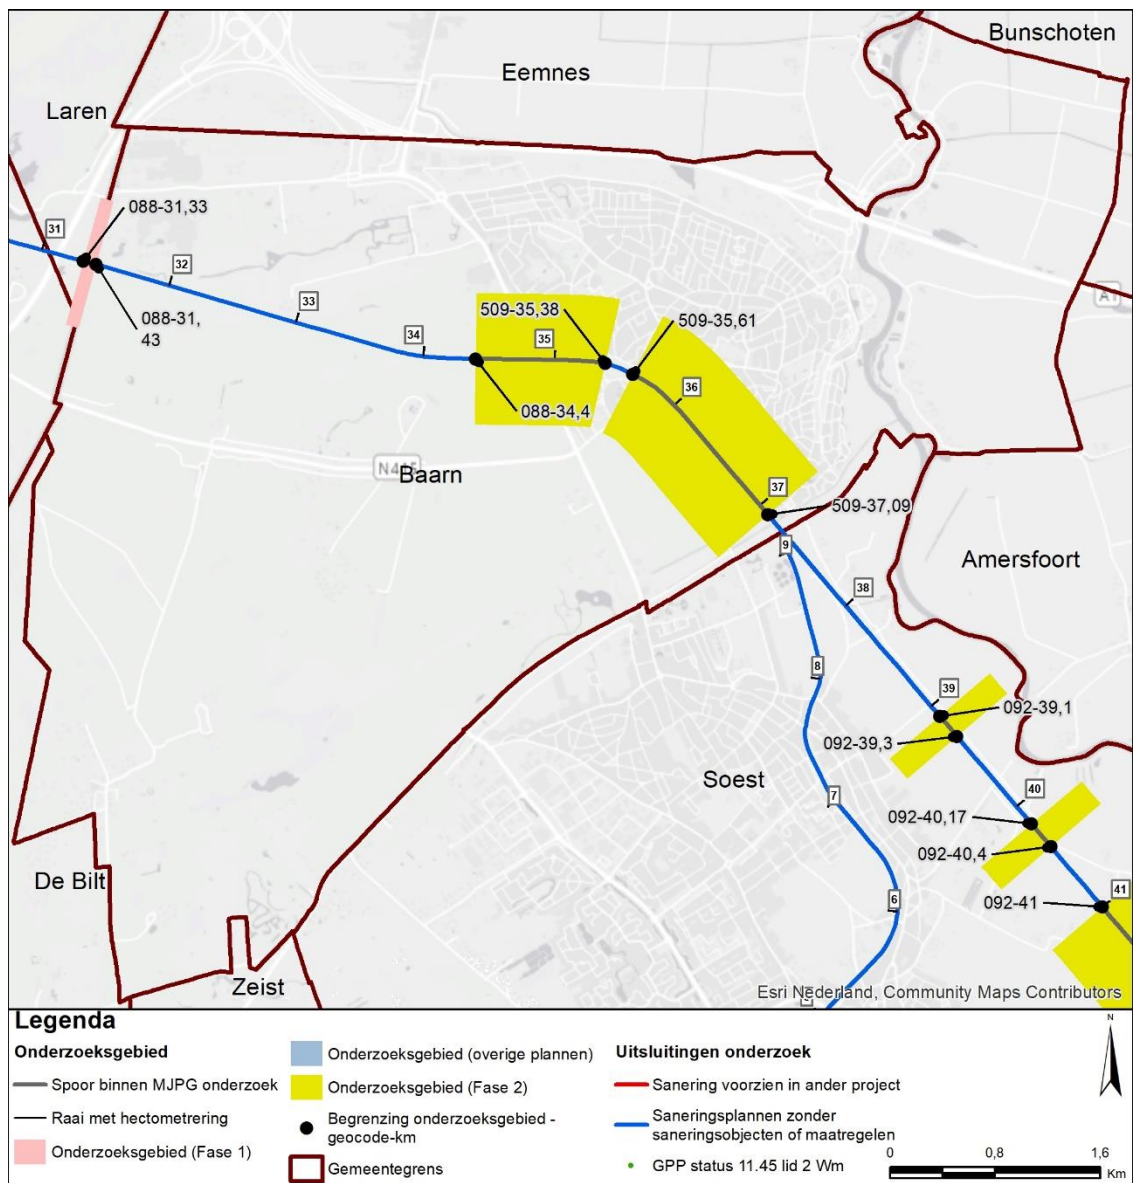 Bunschoten
Eemnes
Laren
088-31,33
31
32
088-31,
43
33
34
509-35,38
35
509-35,61
088-34,4
36
A1
N415
Baarn
37
509-37,09
9
Amersfoort
38
8
39
092-39,1
092-39,3
Soest
7
40
092-40,17
092-40,4
De Bilt
6
092-41
41
Zeist
Esri Nederland, Community Maps Contributors
Legenda
Onderzoeksgebied
Spoor binnen MJPG onderzoek
Raai met hectometrering
Onderzoeksgebied (Fase 1)
Onderzoeksgebied (overige plannen)
Onderzoeksgebied (Fase 2)
Begrenzing onderzoeksgebied -
geocode-km
Gemeentegrens
Uitsluitingen onderzoek
Sanering voorzien in ander project
Saneringsplannen zonder
saneringsobjecten of maatregelen
GPP status 11.45 lid 2 Wm
N
0 0,8 1,6
Km